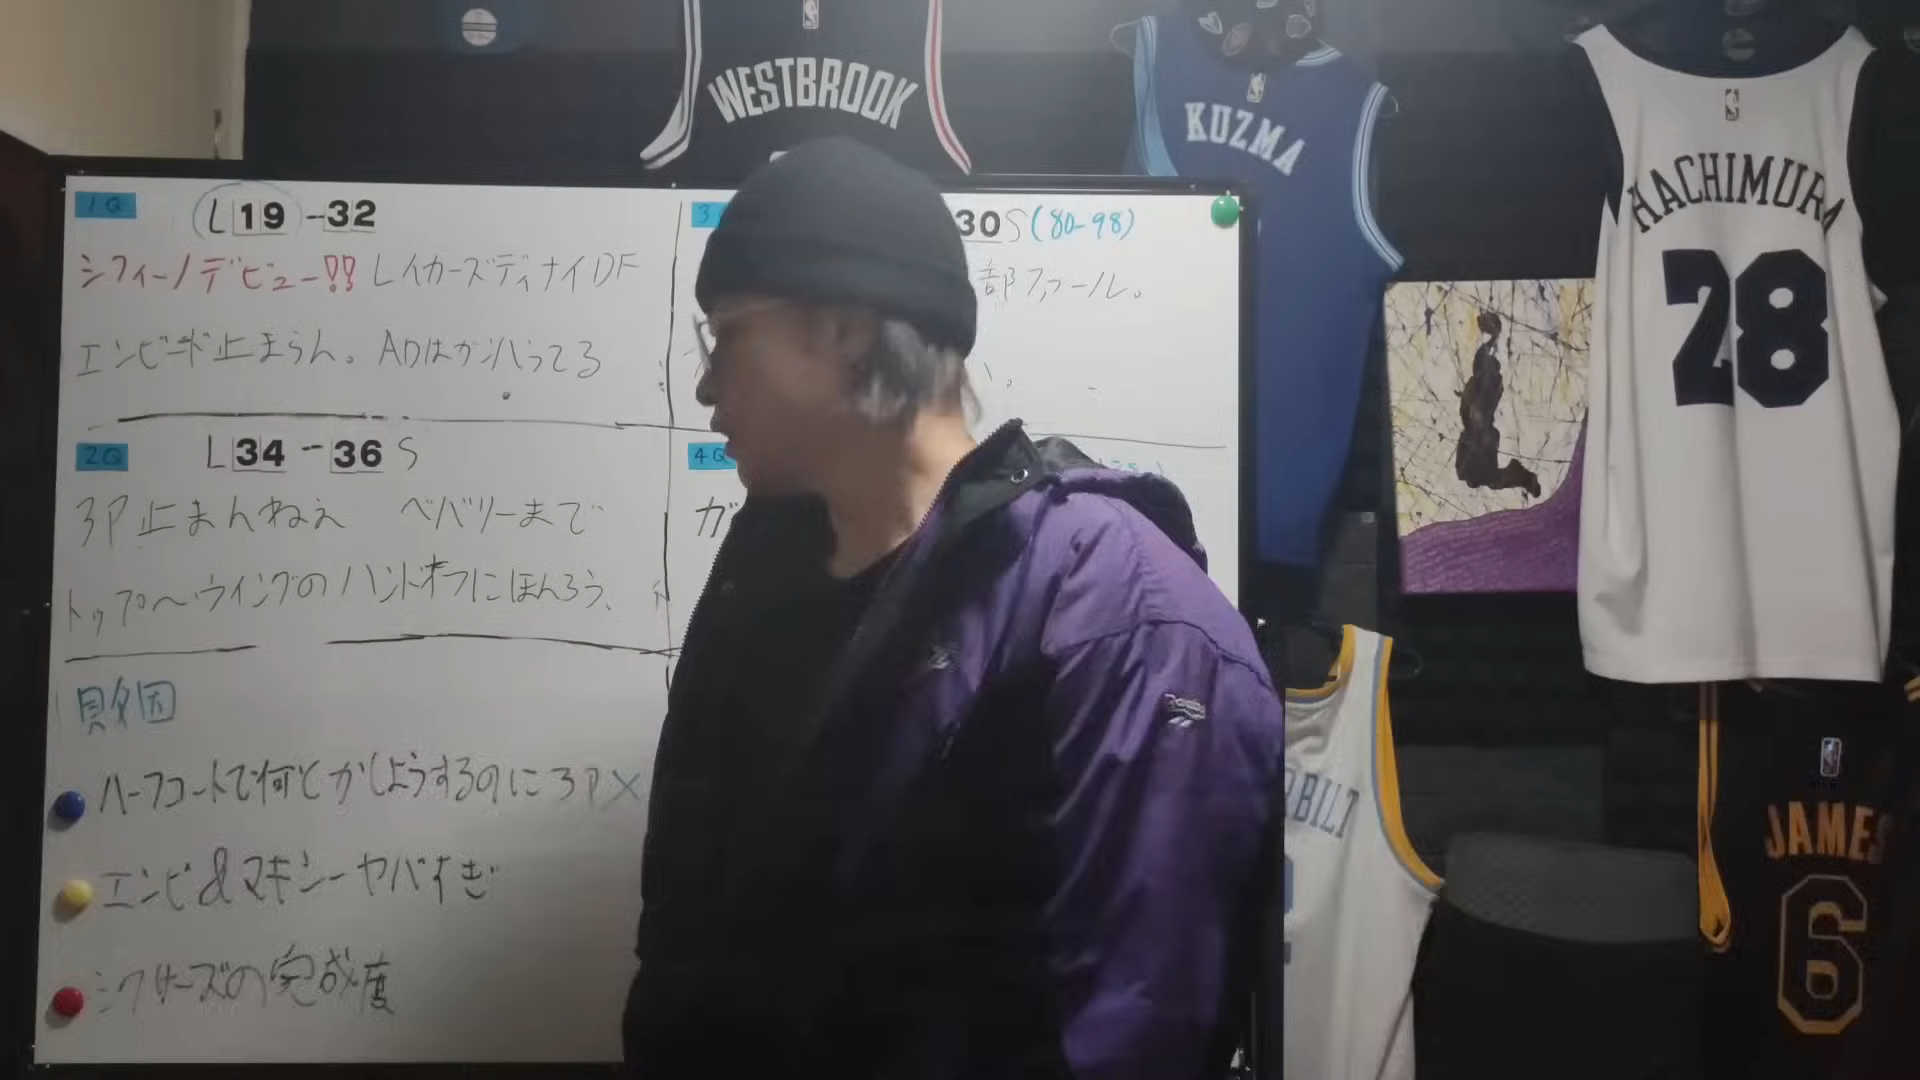 WESTBROOK
KUZMA
HACHIMURA
28
1Q L 19-32
シフィーノデビュー!! レイカーズディナイDF
エンビード止まらん。ADはがんばってる
2Q L 34-36 S
3P止まんねえ ベバリーまで
トップ〜ウイングのハンドオフにほんろう、
敗因
ハーフコートで何とかしようするのに3P×
エンビ&マキシーヤバすぎ
シクサーズの完成度
3
30 S (80-98)
部ファール。
4Q
ガ
Reebok
RBILT
JAMES
6